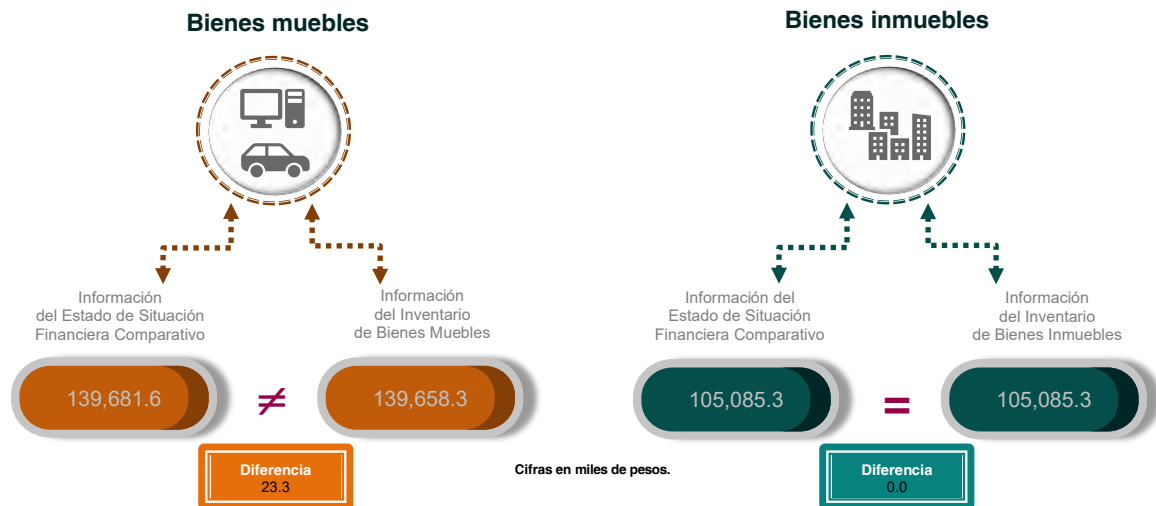 Bienes muebles
Información
del Estado de Situación
Financiera Comparativo
Información
del Inventario
de Bienes Muebles
139,681.6
≠
139,658.3
Diferencia
23.3
Cifras en miles de pesos.
Bienes inmuebles
Información del
Estado de Situación
Financiera Comparativo
Información
del Inventario
de Bienes Inmuebles
105,085.3
=
105,085.3
Diferencia
0.0